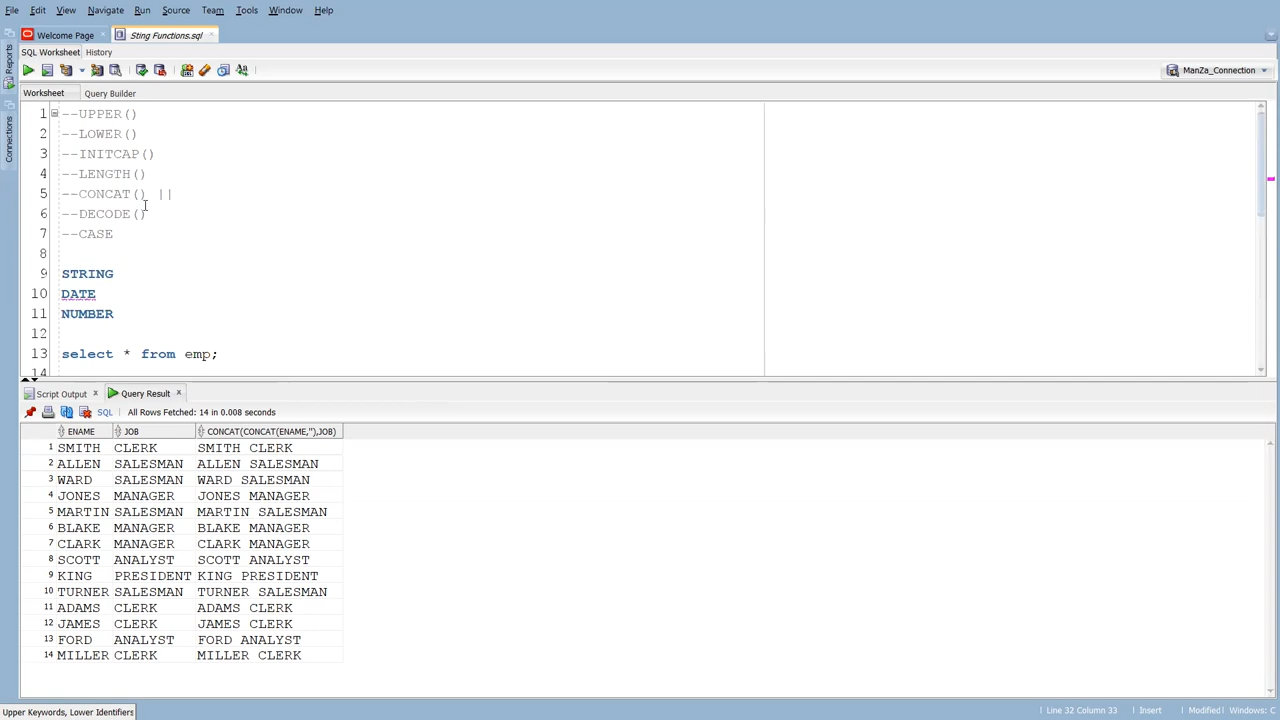 File Edit View Navigate Run Source Team Tools Window Help
Welcome Page Sting Functions.sql
SQL Worksheet History
ManZa_Connection
Worksheet Query Builder
Reports
Connections
1 --UPPER()
2 --LOWER()
3 --INITCAP()
4 --LENGTH()
5 --CONCAT() ||
6 --DECODE()
7 --CASE
8
9 STRING
10 DATE
11 NUMBER
12
13 select * from emp;
14
Script Output Query Result
SQL All Rows Fetched: 14 in 0.008 seconds
ENAME JOB CONCAT(CONCAT(ENAME,''),JOB)
1 SMITH CLERK SMITH CLERK
2 ALLEN SALESMAN ALLEN SALESMAN
3 WARD SALESMAN WARD SALESMAN
4 JONES MANAGER JONES MANAGER
5 MARTIN SALESMAN MARTIN SALESMAN
6 BLAKE MANAGER BLAKE MANAGER
7 CLARK MANAGER CLARK MANAGER
8 SCOTT ANALYST SCOTT ANALYST
9 KING PRESIDENT KING PRESIDENT
10 TURNER SALESMAN TURNER SALESMAN
11 ADAMS CLERK ADAMS CLERK
12 JAMES CLERK JAMES CLERK
13 FORD ANALYST FORD ANALYST
14 MILLER CLERK MILLER CLERK
Upper Keywords, Lower Identifiers Line 32 Column 33 Insert Modified Windows: C